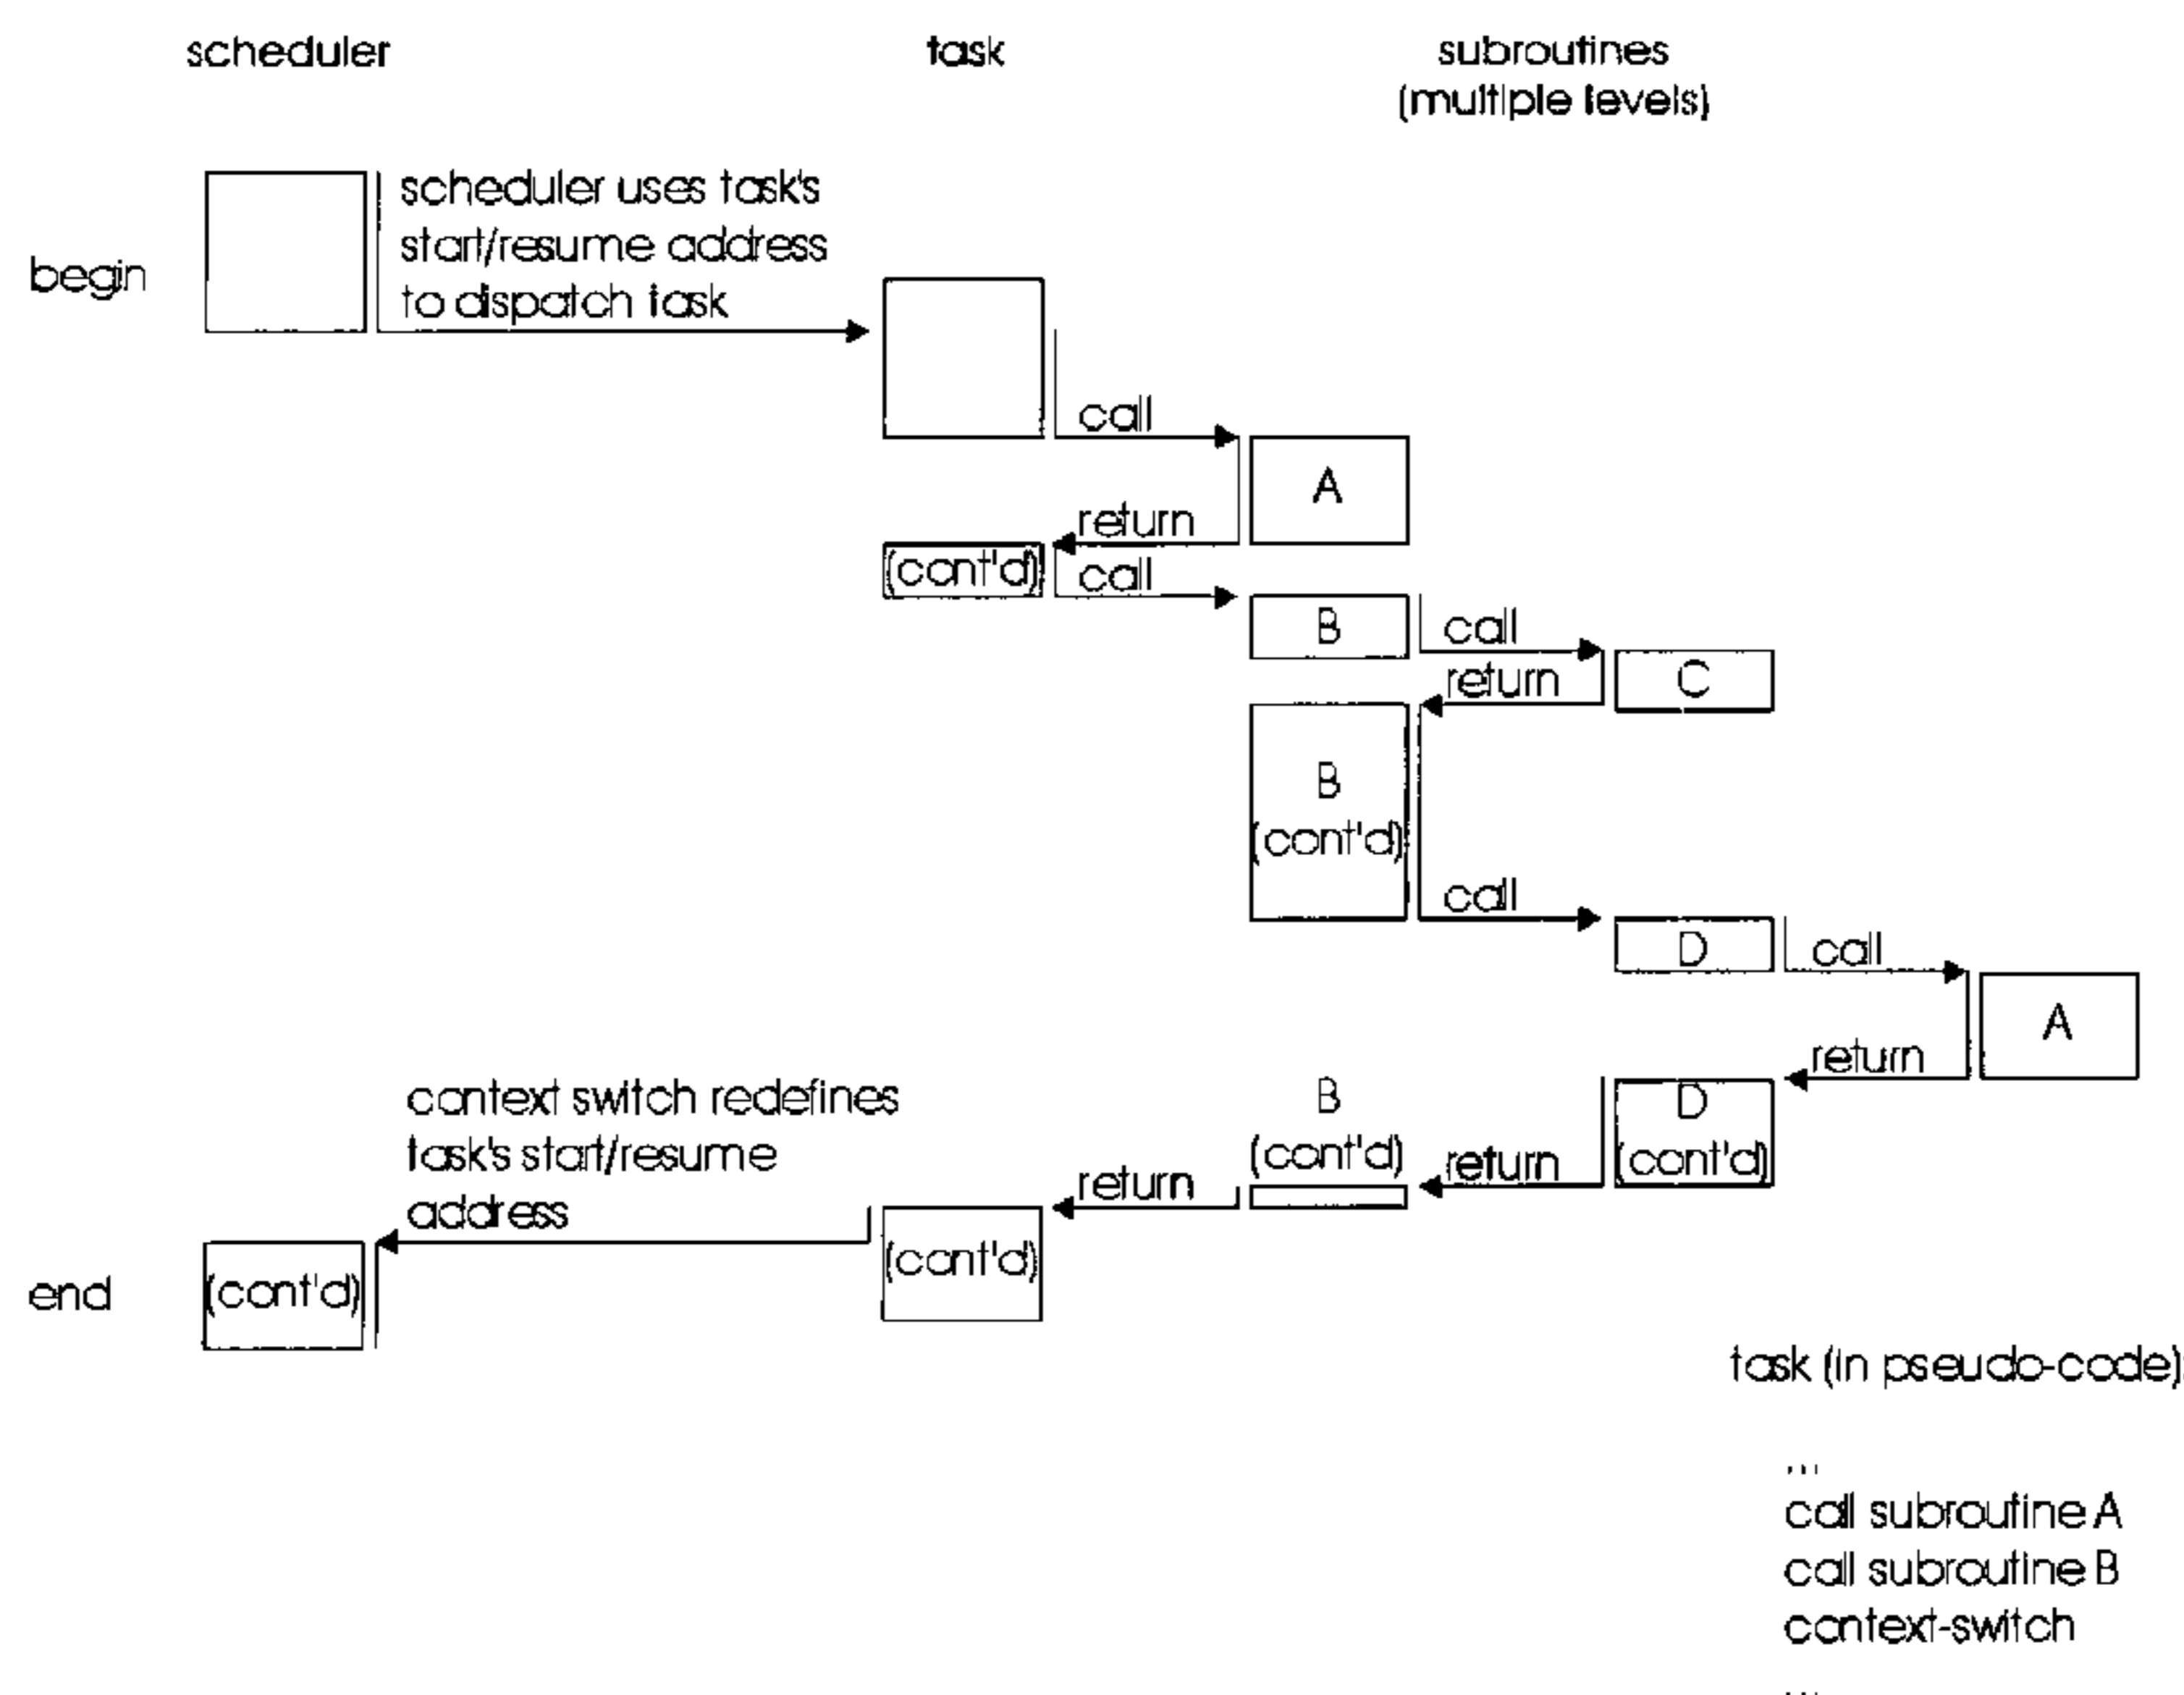 scheduler
task
subroutines
(multiple levels)
scheduler uses task's
start/resume address
to dispatch task
begin
call
A
return
(cont'd)
call
B
call
return
C
B
(cont'd)
call
D
call
A
return
context switch redefines
task's start/resume
address
B
(cont'd)
D
(cont'd)
return
return
(cont'd)
end
(cont'd)
task (in pseudo-code)
...
call subroutine A
call subroutine B
context-switch
...